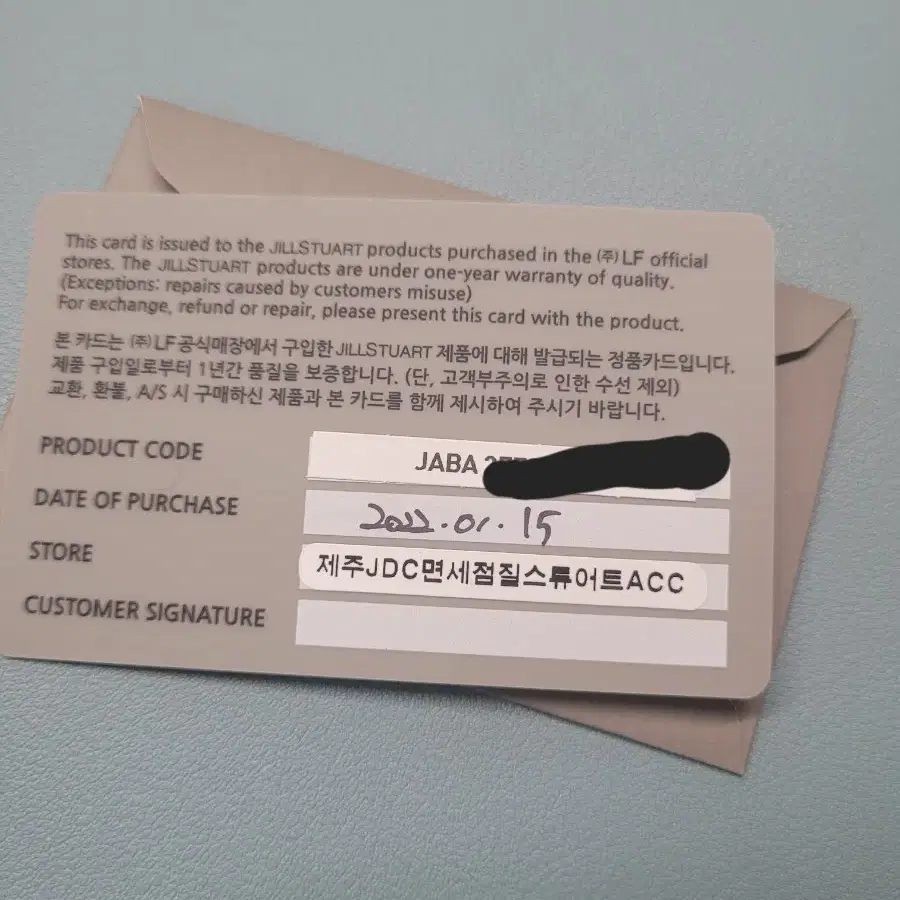 This card is issued to the JILLSTUART products purchased in the ㈜ LF official
stores. The JILLSTUART products are under one-year warranty of quality.
(Exceptions: repairs caused by customers misuse)
For exchange, refund or repair, please present this card with the product.
본 카드는 ㈜ LF 공식매장에서 구입한 JILLSTUART 제품에 대해 발급되는 정품카드입니다.
제품 구입일로부터 1년간 품질을 보증합니다. (단, 고객부주의로 인한 수선 제외)
교환, 환불, A/S 시 구매하신 제품과 본 카드를 함께 제시하여 주시기 바랍니다.
PRODUCT CODE JABA
DATE OF PURCHASE 2022.01.15
STORE 제주JDC면세점질스튜어트ACC
CUSTOMER SIGNATURE